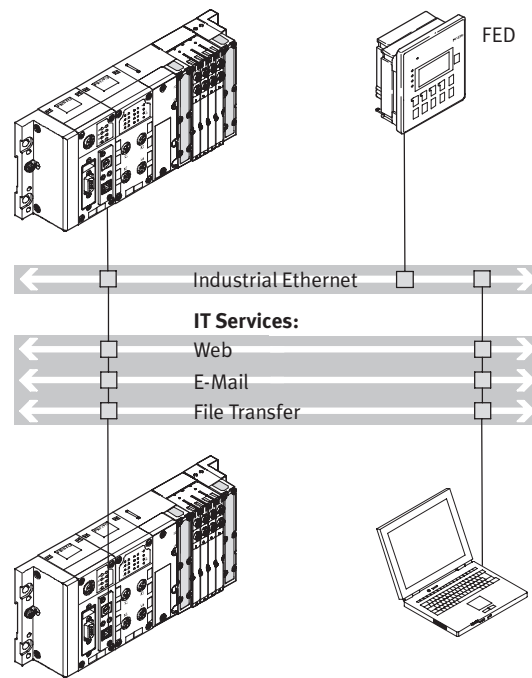 FED
Industrial Ethernet
IT Services:
Web
E-Mail
File Transfer